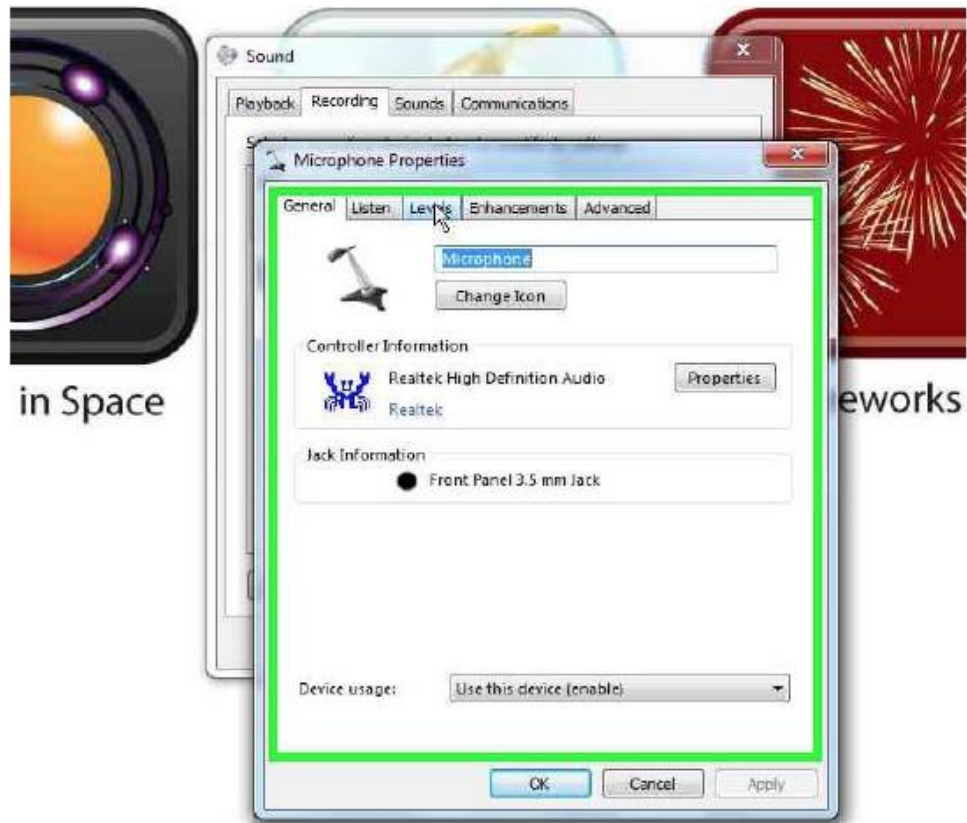 Sound
Playback Recording Sounds Communications
Microphone Properties
General Listen Levels Enhancements Advanced
Microphone
Change Icon
Controller Information
Realtek High Definition Audio
Properties
Realtek
in Space
eworks
Jack Information
Front Panel 3.5 mm Jack
Device usage:
Use this device (enable)
OK Cancel Apply